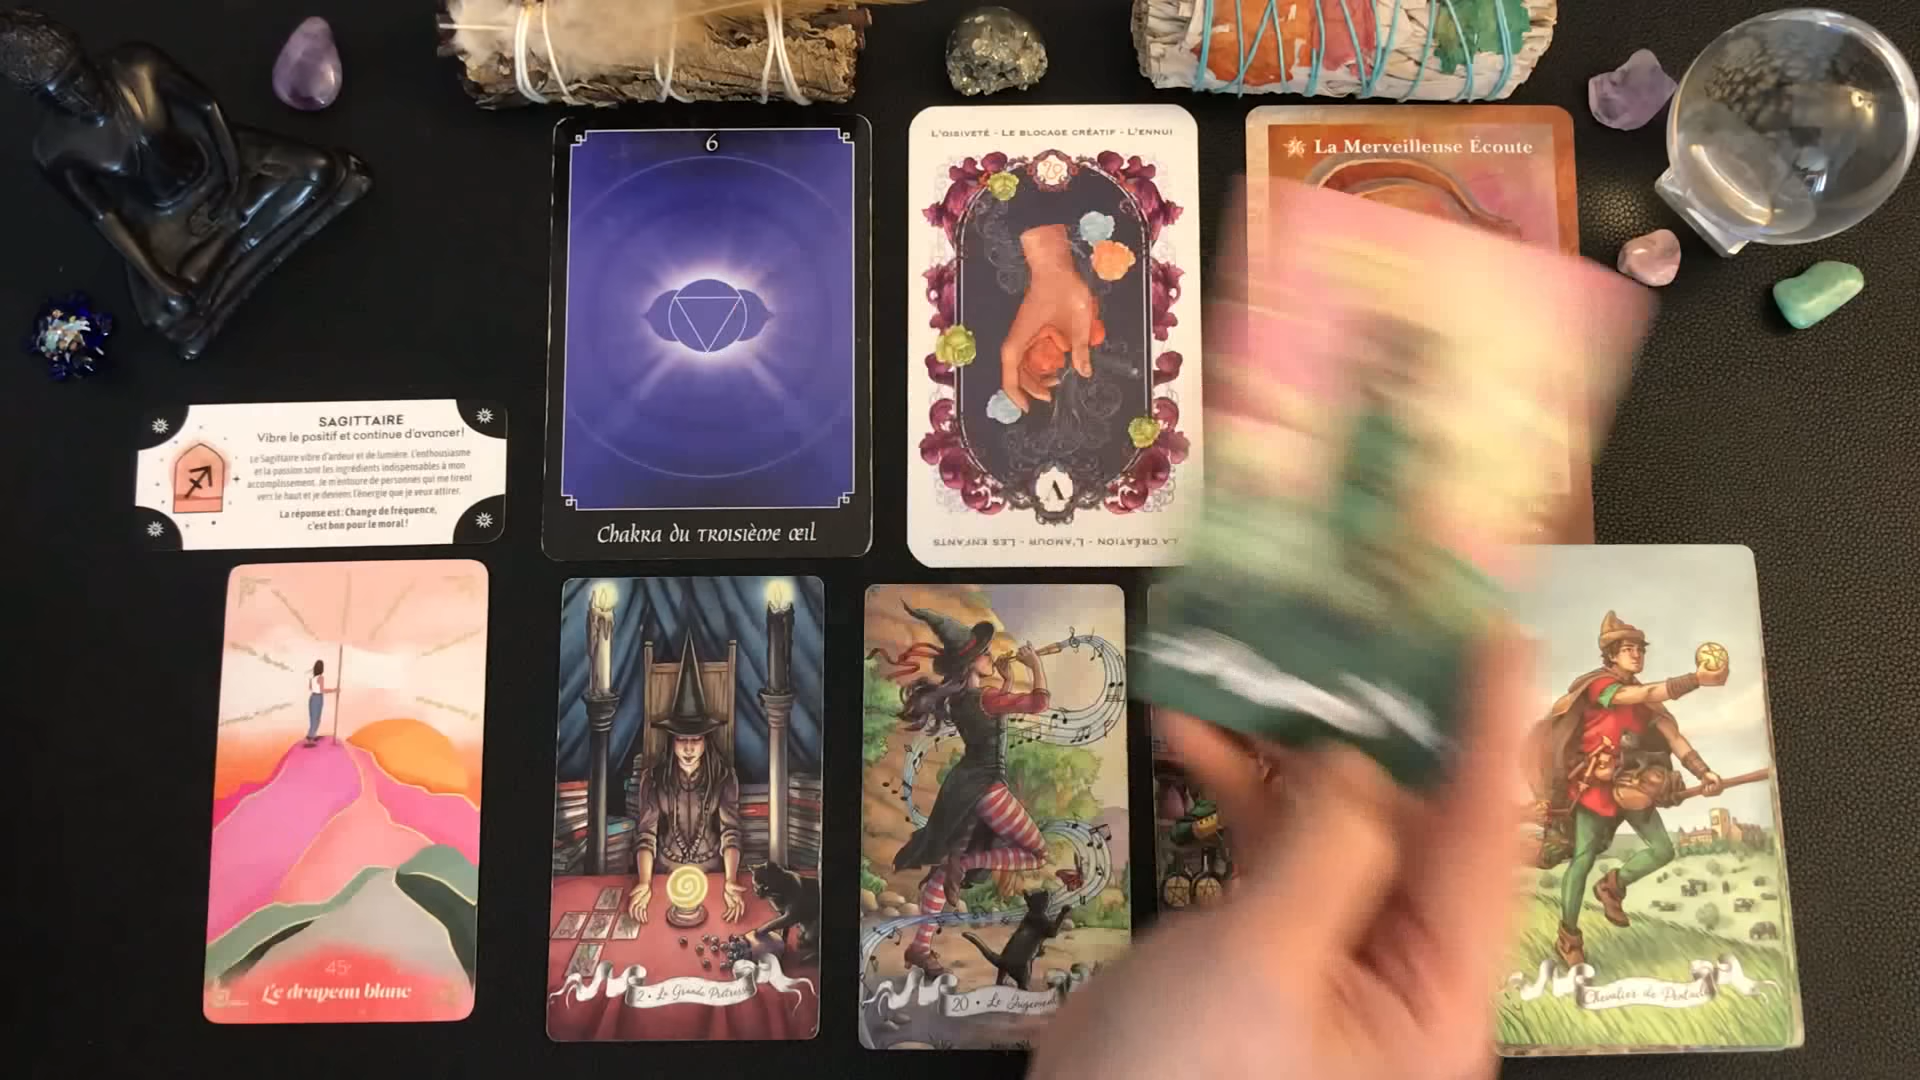 6
Chakra du troisième œil
L'OISIVETÉ - LE BLOCAGE CRÉATIF - L'ENNUI
V
LA CRÉATION - L'AMOUR - LES ENFANTS
36 La Merveilleuse Écoute
SAGITTAIRE
Vibre le positif et continue d'avancer!
Le Sagittaire vibre d'ardeur et de lumière. L'enthousiasme
et la passion sont les ingrédients indispensables à mon
accomplissement. Je m'entoure de personnes qui me tirent
vers le haut et je deviens l'énergie que je veux attirer.
La réponse est: Change de fréquence,
c'est bon pour le moral!
45
Le drapeau blanc
2 • La Grande Prêtresse
20 • Le Jugement
Chevalier de Pentacles